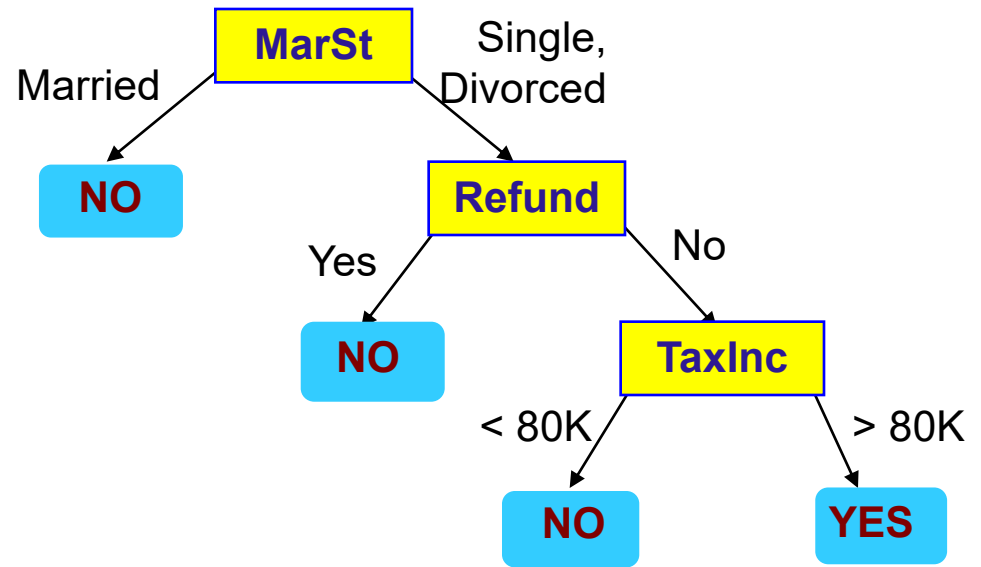 MarSt
Single,
Divorced
Married
NO
Refund
Yes
No
NO
TaxInc
< 80K
> 80K
NO
YES